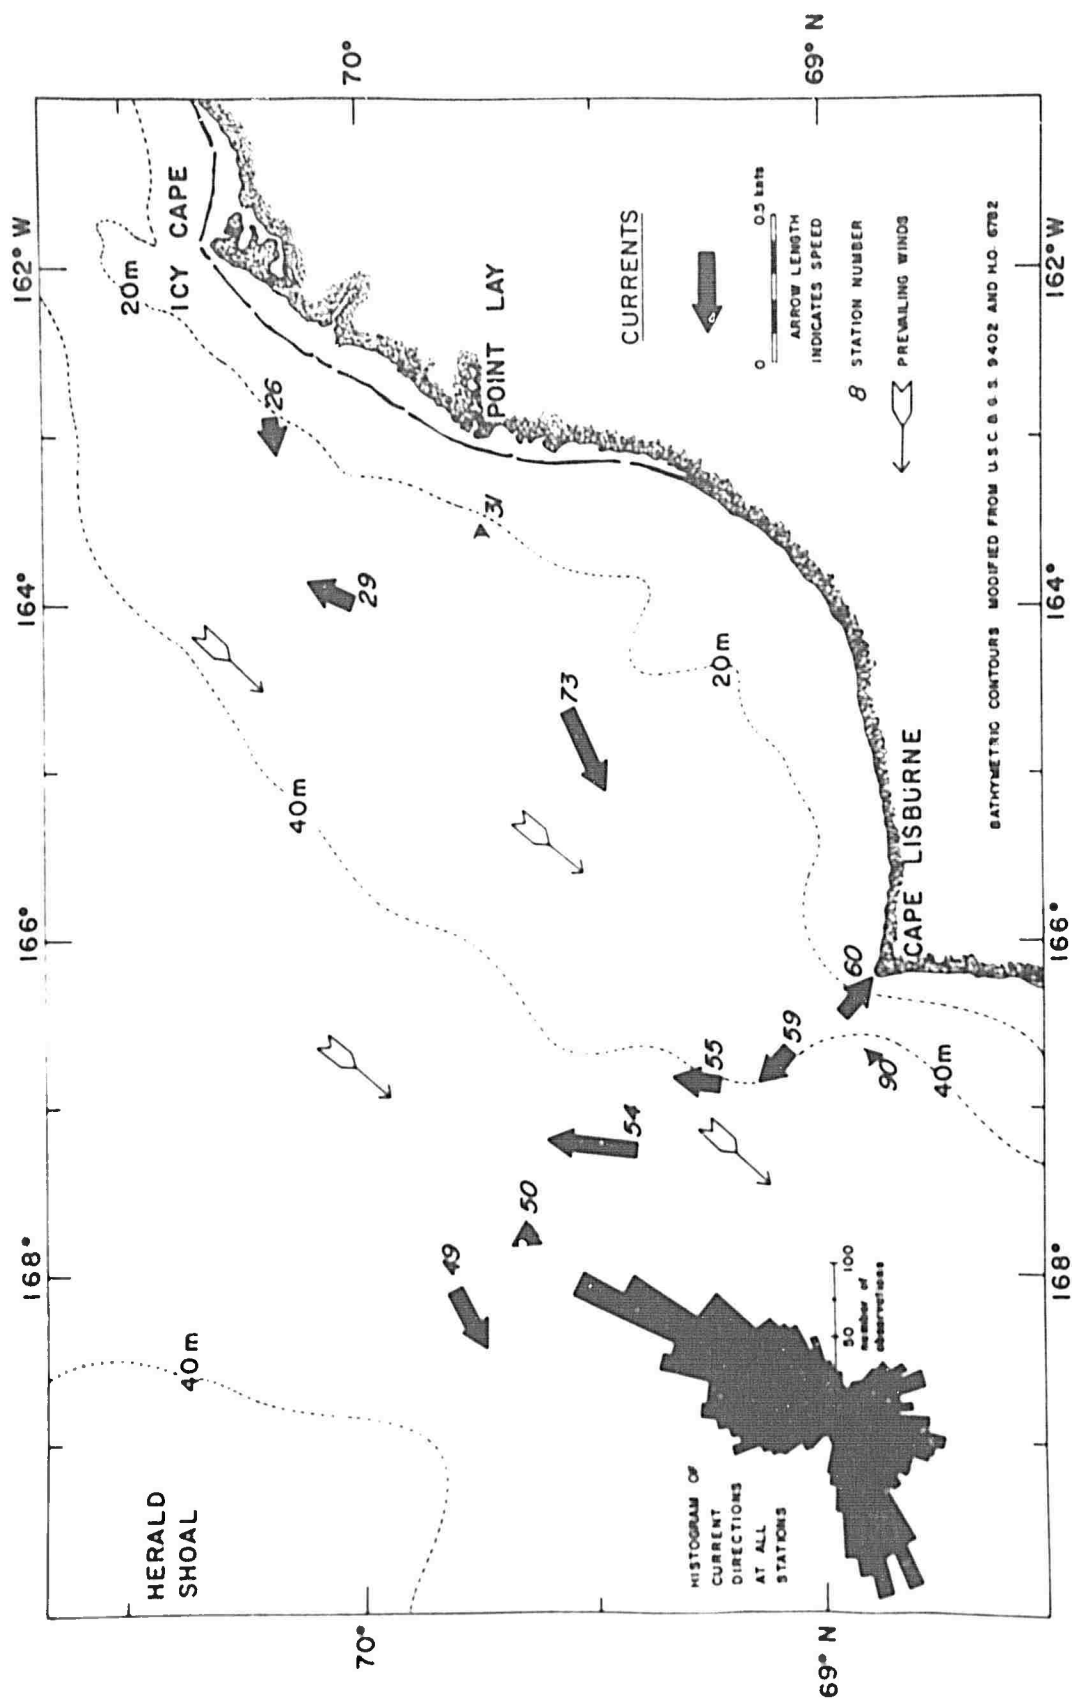 162° W
164°
166°
168°
70°
69° N
ICY CAPE
20m
26
POINT LAY
31
29
73
20m
40m
HERALD
SHOAL
40m
49
50
54
55
59
60
90
40m
CAPE LISBURNE
CURRENTS
0
0.5 knts
ARROW LENGTH
INDICATES SPEED
8 STATION NUMBER
PREVAILING WINDS
HISTOGRAM OF
CURRENT
DIRECTIONS
AT ALL
STATIONS
50
100
number of
observations
BATHYMETRIC CONTOURS MODIFIED FROM U.S.C. & G.S. 9402 AND H.O. 6782
70°
69° N
162° W
164°
166°
168°